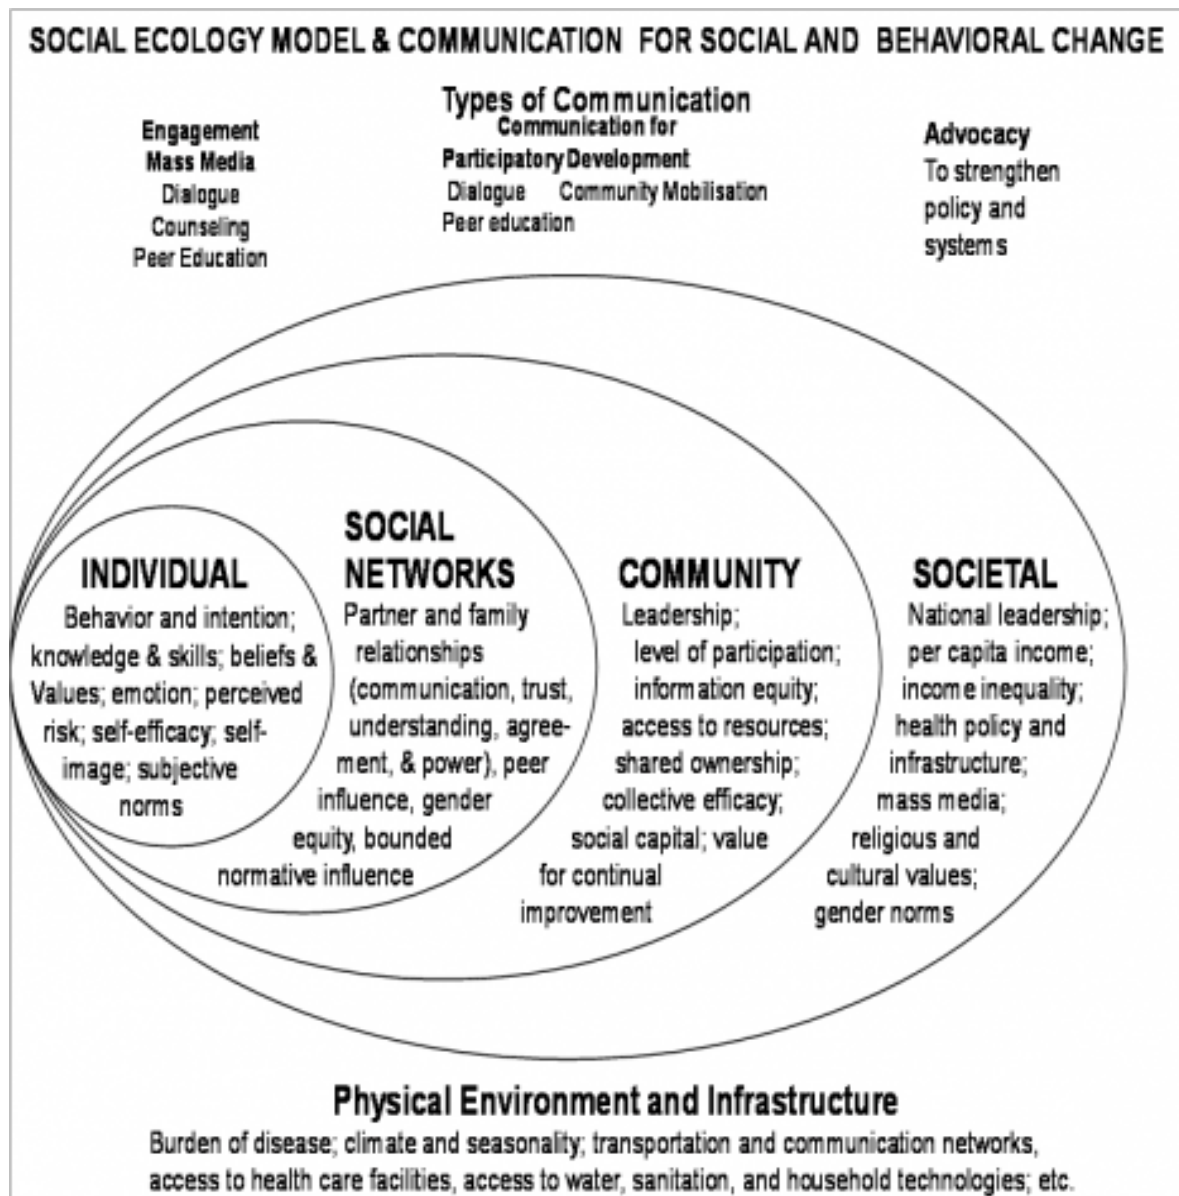 SOCIAL ECOLOGY MODEL & COMMUNICATION FOR SOCIAL AND BEHAVIORAL CHANGE
Types of Communication
Engagement
Mass Media
Dialogue
Counseling
Peer Education
Communication for
Participatory Development
Dialogue Community Mobilisation
Peer education
Advocacy
To strengthen
policy and
systems
INDIVIDUAL
Behavior and intention;
knowledge & skills; beliefs &
Values; emotion; perceived
risk; self-efficacy; self-
image; subjective
norms
SOCIAL
NETWORKS
Partner and family
relationships
(communication, trust,
understanding, agree-
ment, & power), peer
influence, gender
equity, bounded
normative influence
COMMUNITY
Leadership;
level of participation;
information equity;
access to resources;
shared ownership;
collective efficacy;
social capital; value
for continual
improvement
SOCIETAL
National leadership;
per capita income;
income inequality;
health policy and
infrastructure;
mass media;
religious and
cultural values;
gender norms
Physical Environment and Infrastructure
Burden of disease; climate and seasonality; transportation and communication networks,
access to health care facilities, access to water, sanitation, and household technologies; etc.